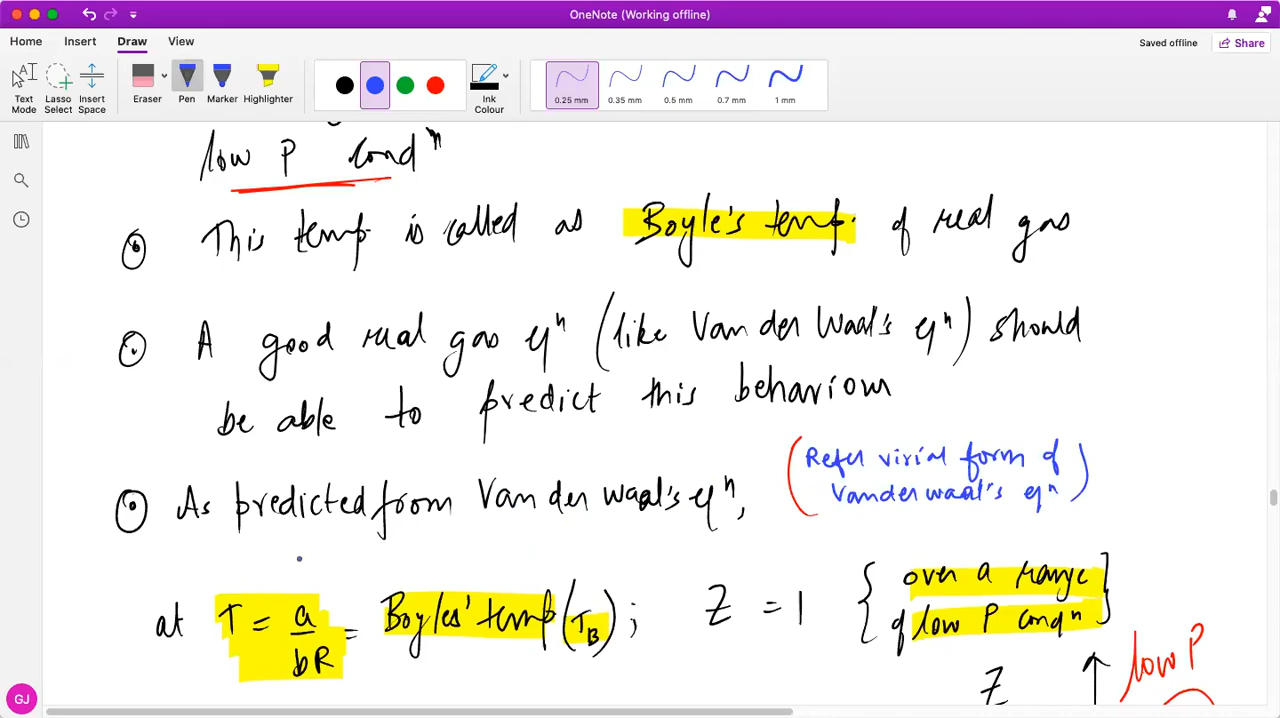 OneNote (Working offline)
Home Insert Draw View
Saved offline
Share
Text Mode
Lasso Select
Insert Space
Eraser
Pen
Marker
Highlighter
Ink Colour
0.25 mm
0.35 mm
0.5 mm
0.7 mm
1 mm
low P condⁿ
This temp. is called as Boyle's temp. of real gas
A good real gas eqⁿ (like Van der Waal's eqⁿ) should
be able to predict this behaviour
As predicted from Van der waal's eqⁿ,
(Refer virial form of
Vanderwaal's eqⁿ)
at T = a/bR = Boyles' temp (T_B) ; Z = 1 { over a range
of low P condⁿ }
Z
low P
GJ